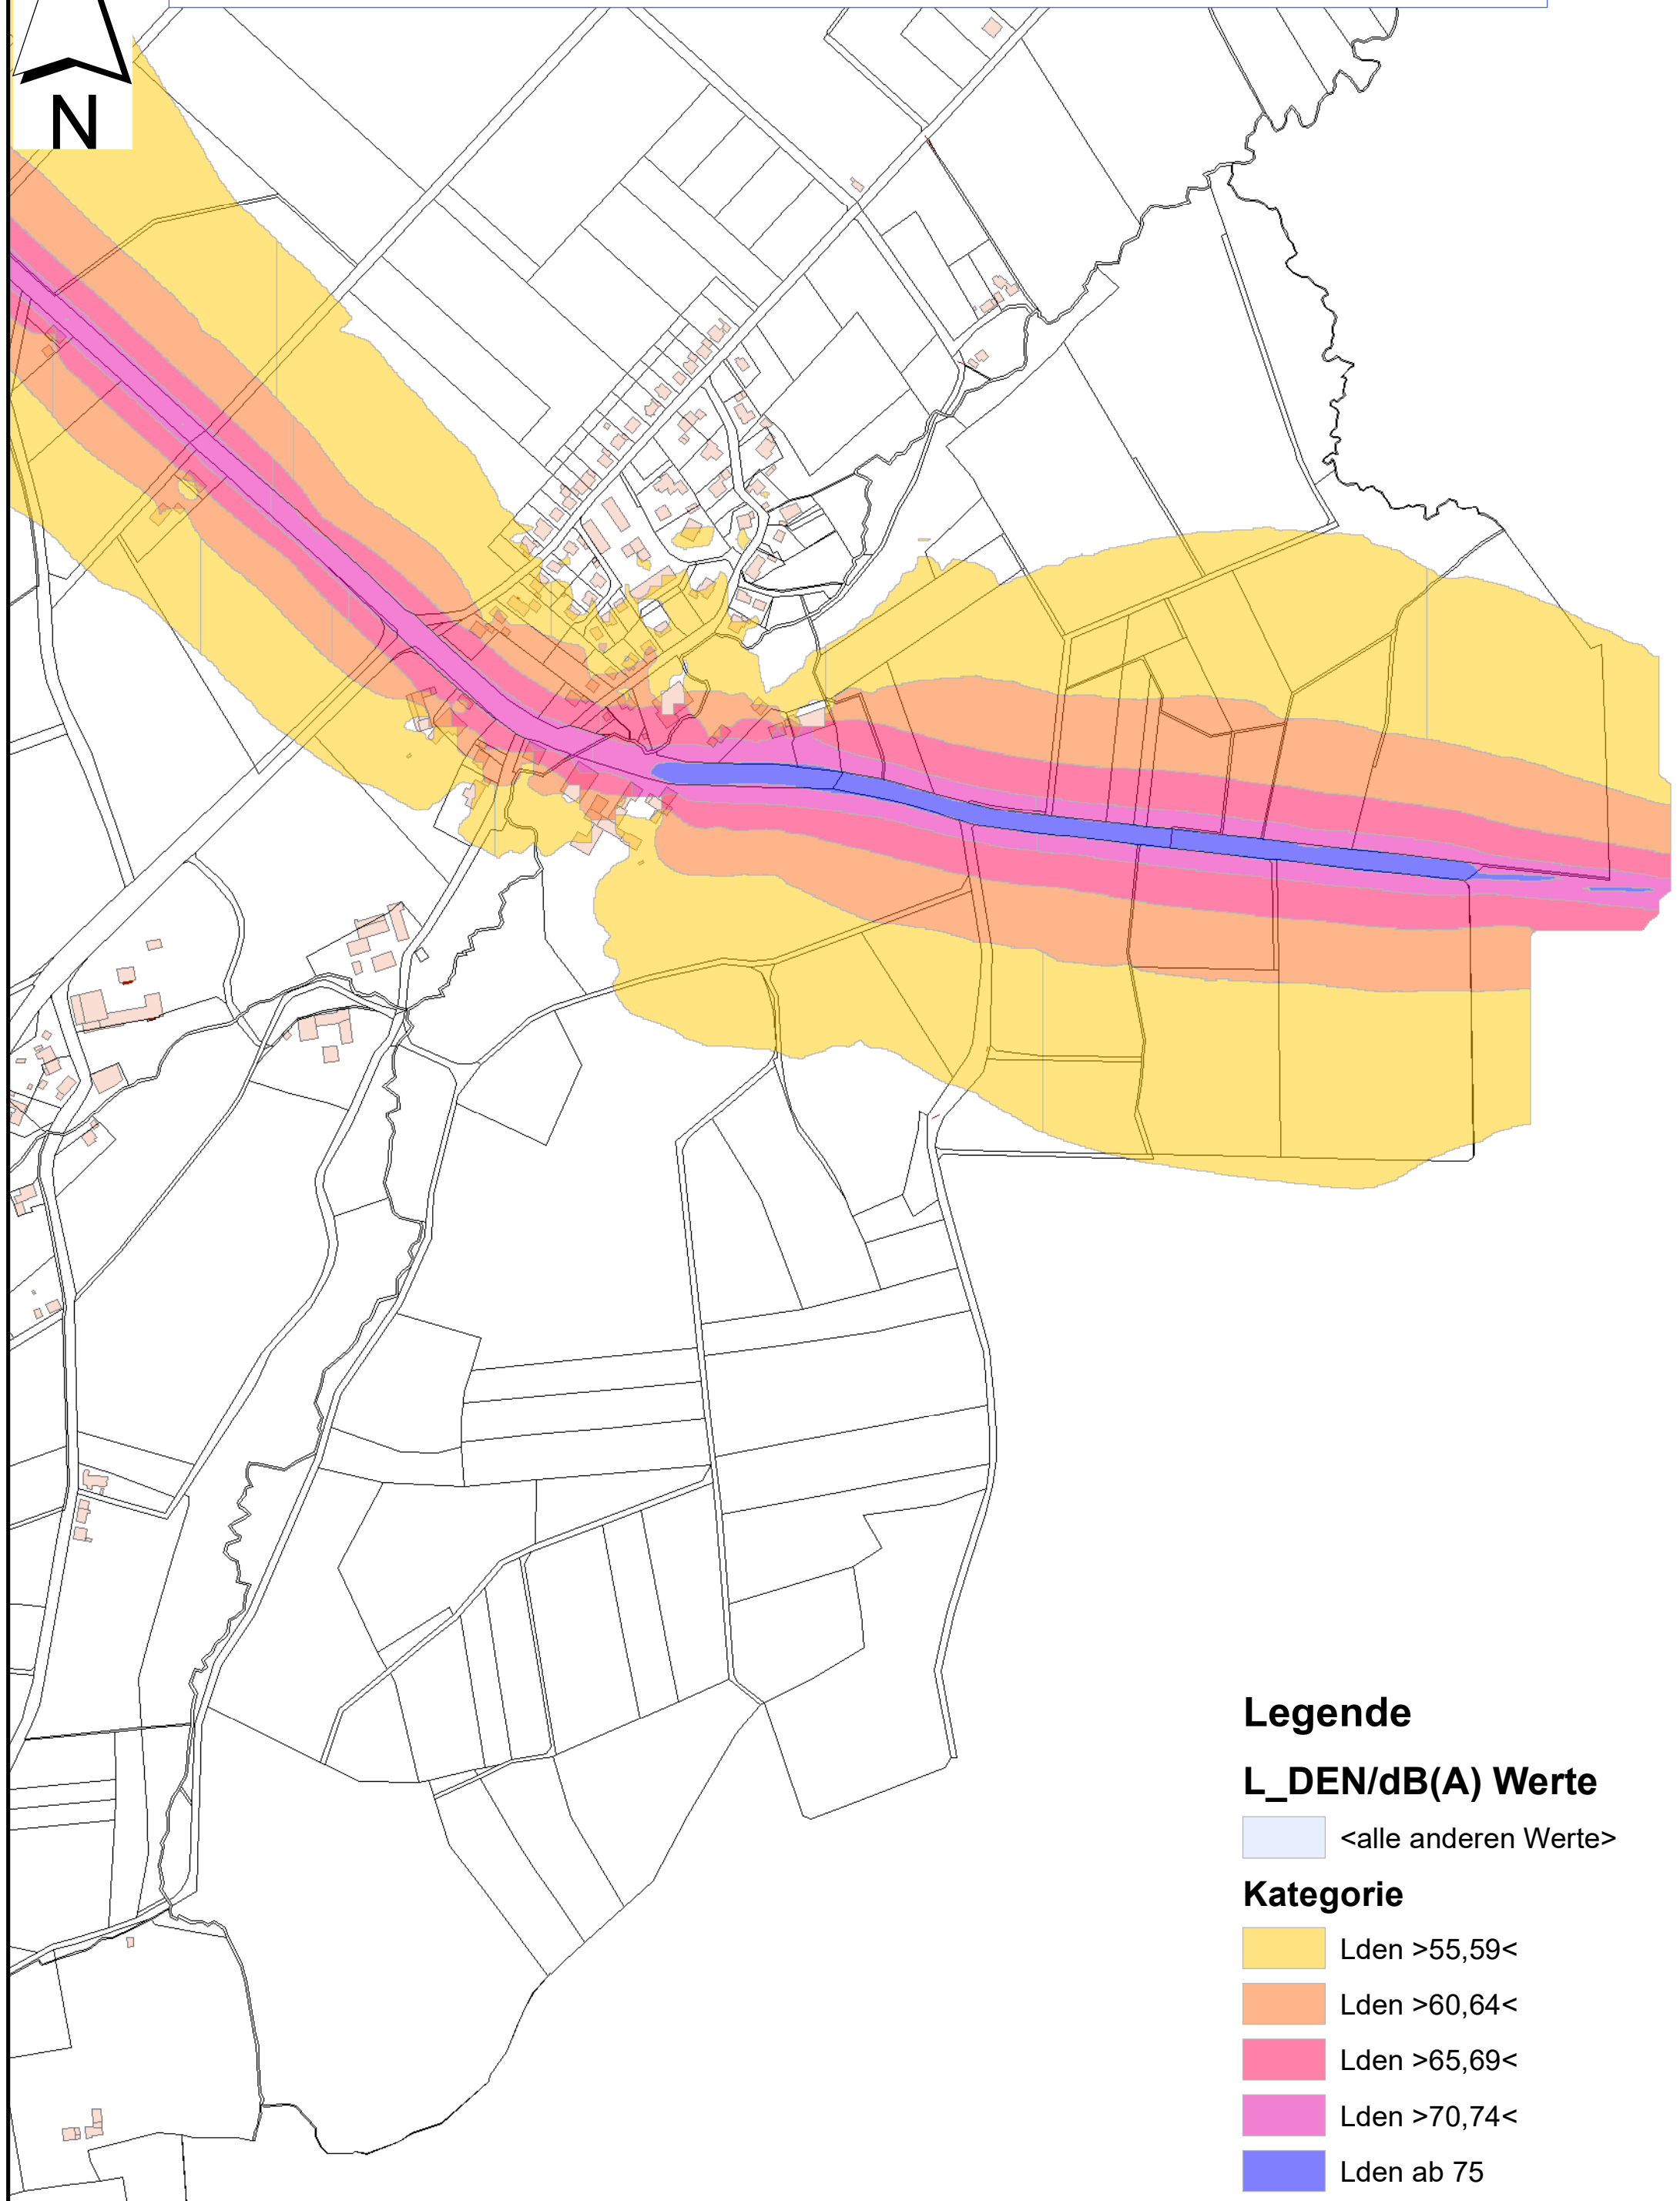 N
Legende
L_DEN/dB(A) Werte
<alle anderen Werte>
Kategorie
Lden >55,59<
Lden >60,64<
Lden >65,69<
Lden >70,74<
Lden ab 75